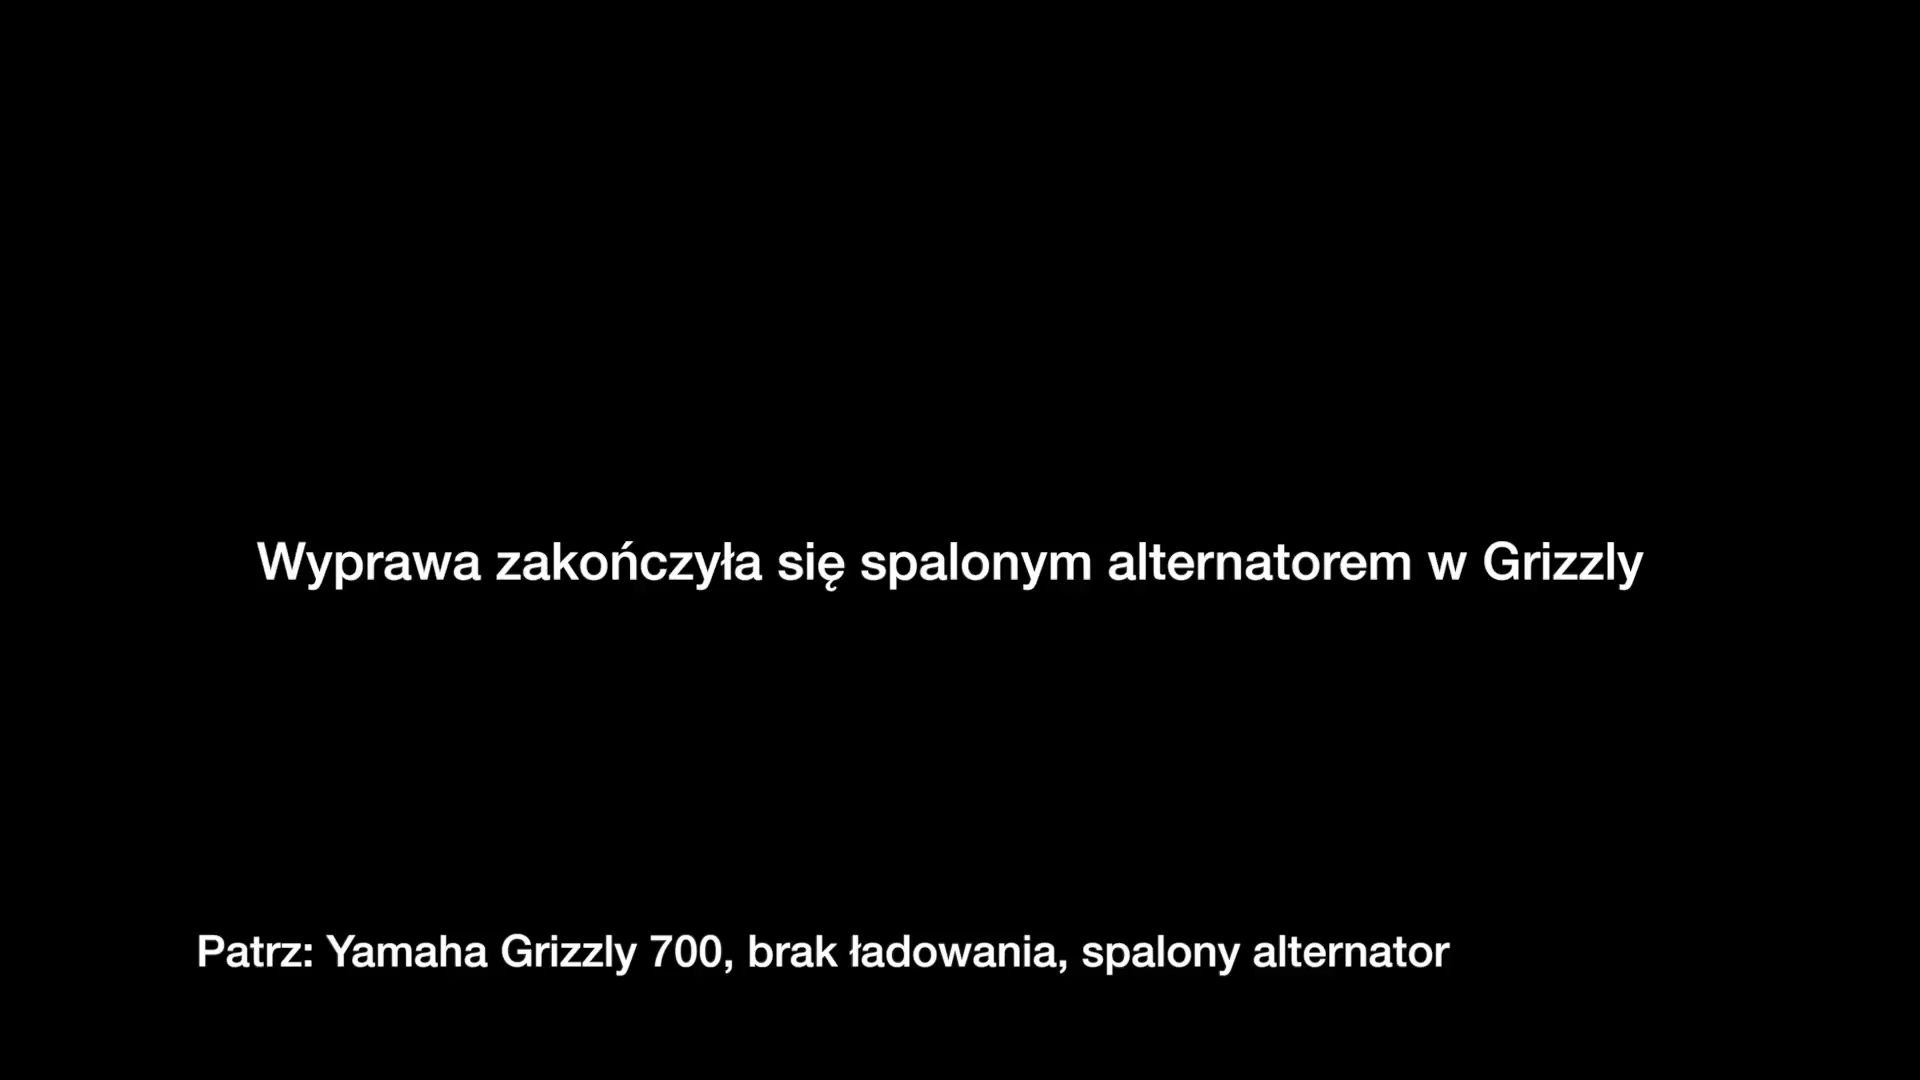 Wyprawa zakończyła się spalonym alternatorem w Grizzly
Patrz: Yamaha Grizzly 700, brak ładowania, spalony alternator